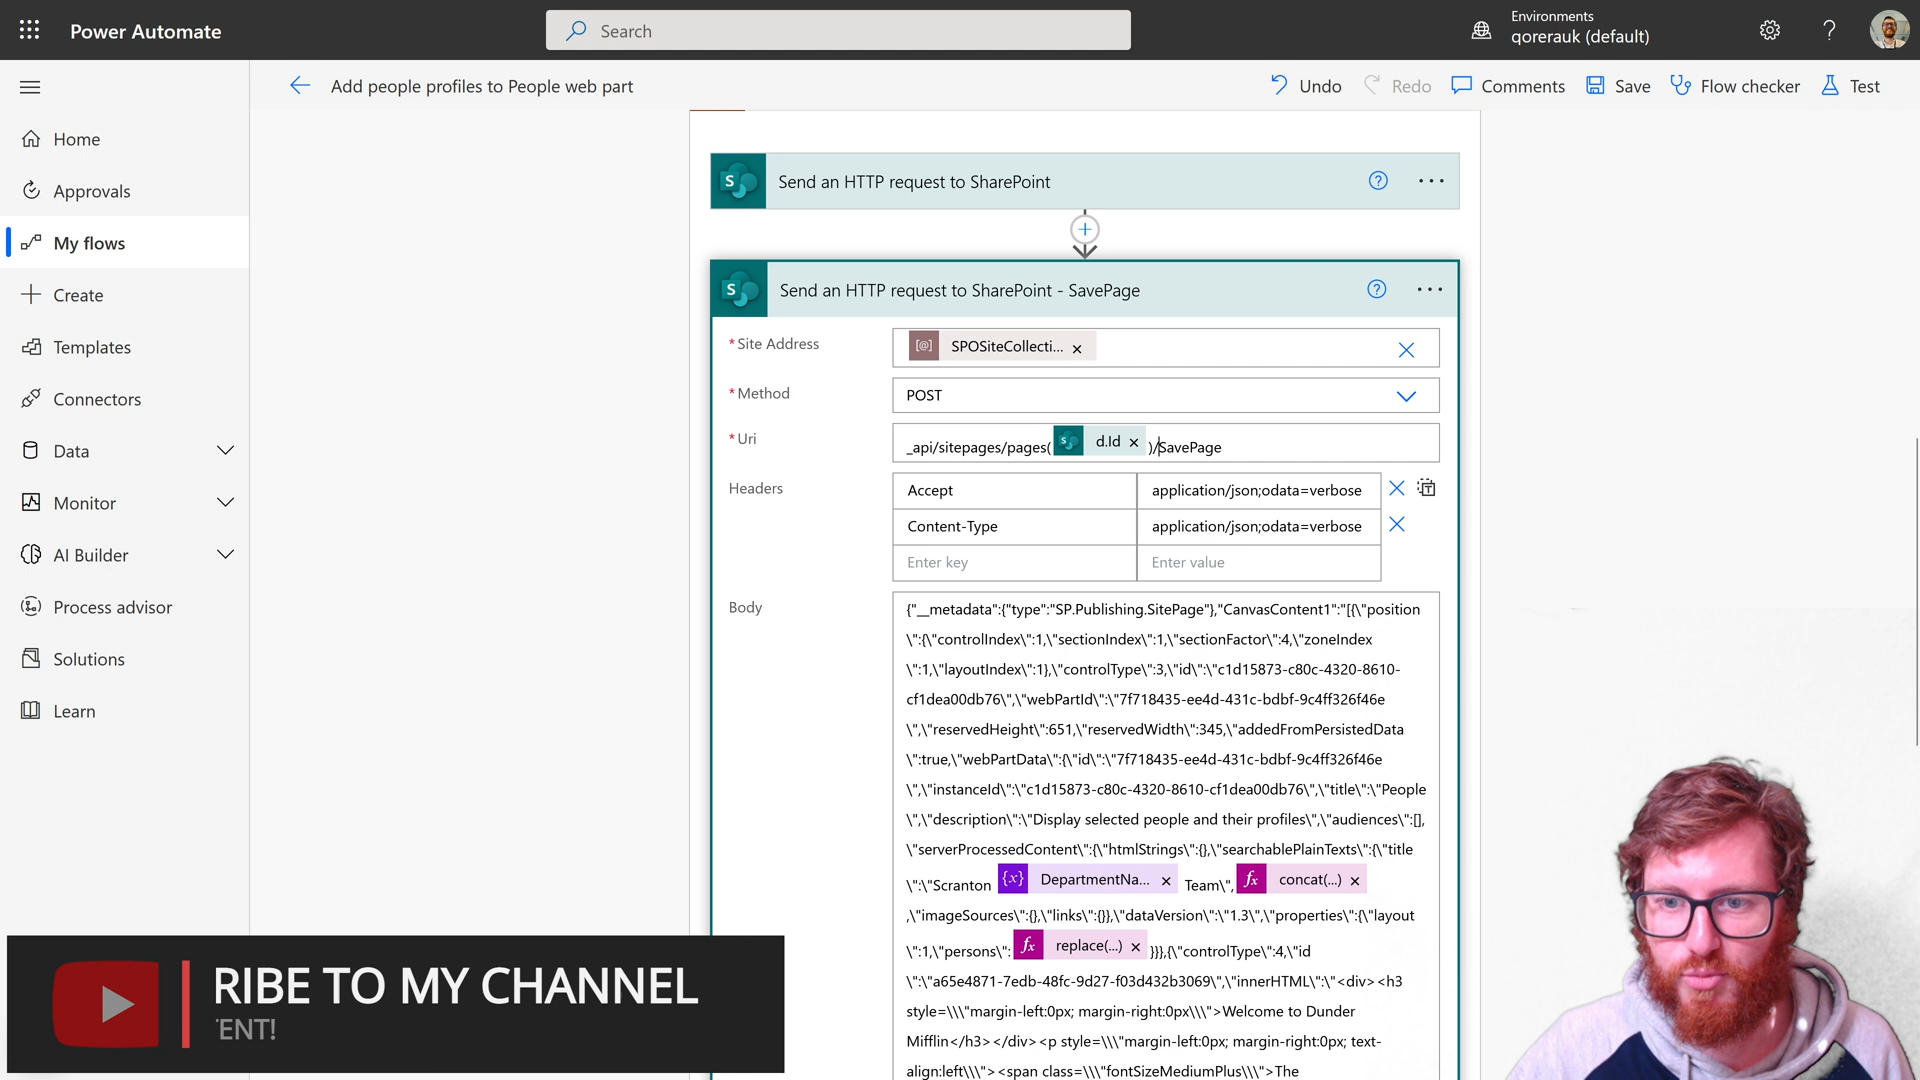 Power Automate
Search
Environments
qorerauk (default)
Add people profiles to People web part
Undo
Redo
Comments
Save
Flow checker
Test
Home
Approvals
My flows
Create
Templates
Connectors
Data
Monitor
AI Builder
Process advisor
Solutions
Learn
S Send an HTTP request to SharePoint
S Send an HTTP request to SharePoint - SavePage
*Site Address
[@] SPOSiteCollecti... ×
*Method
POST
*Uri
_api/sitepages/pages( S d.Id × )/SavePage
Headers
Accept application/json;odata=verbose
Content-Type application/json;odata=verbose
Enter key Enter value
Body
{"__metadata":{"type":"SP.Publishing.SitePage"},"CanvasContent1":"[{\"position
\":{\"controlIndex\":1,\"sectionIndex\":1,\"sectionFactor\":4,\"zoneIndex
\":1,\"layoutIndex\":1},\"controlType\":3,\"id\":\"c1d15873-c80c-4320-8610-
cf1dea00db76\",\"webPartId\":\"7f718435-ee4d-431c-bdbf-9c4ff326f46e
\",\"reservedHeight\":651,\"reservedWidth\":345,\"addedFromPersistedData
\":true,\"webPartData\":{\"id\":\"7f718435-ee4d-431c-bdbf-9c4ff326f46e
\",\"instanceId\":\"c1d15873-c80c-4320-8610-cf1dea00db76\",\"title\":\"People
\",\"description\":\"Display selected people and their profiles\",\"audiences\":[],
\"serverProcessedContent\":{\"htmlStrings\":{},\"searchablePlainTexts\":{\"title
\":\"Scranton {x} DepartmentNa... × Team\", fx concat(...) ×
,\"imageSources\":{},\"links\":{}},\"dataVersion\":\"1.3\",\"properties\":{\"layout
\":1,\"persons\": fx replace(...) × }}},{\"controlType\":4,\"id
\":\"a65e4871-7edb-48fc-9d27-f03d432b3069\",\"innerHTML\":\"<div><h3
style=\\\"margin-left:0px; margin-right:0px\\\">Welcome to Dunder
Mifflin</h3></div><p style=\\\"margin-left:0px; margin-right:0px; text-
align:left\\\"><span class=\\\"fontSizeMediumPlus\\\">The
RIBE TO MY CHANNEL
ENT!